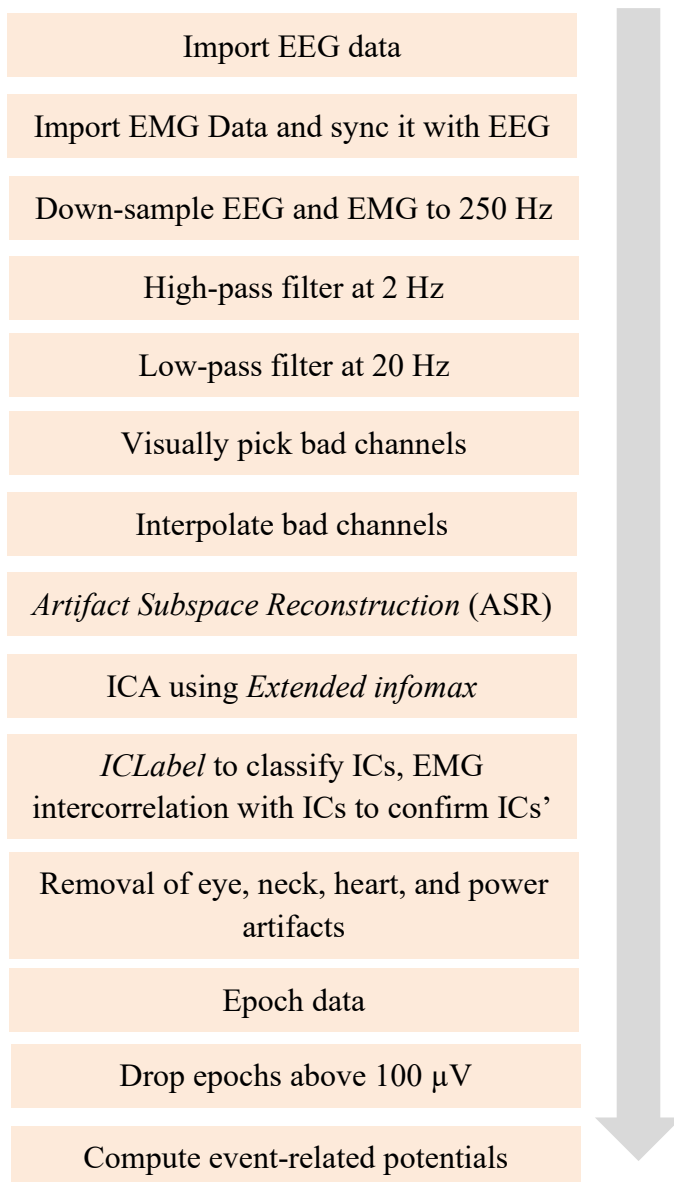 Import EEG data
Import EMG Data and sync it with EEG
Down-sample EEG and EMG to 250 Hz
High-pass filter at 2 Hz
Low-pass filter at 20 Hz
Visually pick bad channels
Interpolate bad channels
Artifact Subspace Reconstruction (ASR)
ICA using Extended infomax
ICLabel to classify ICs, EMG
intercorrelation with ICs to confirm ICs’
Removal of eye, neck, heart, and power
artifacts
Epoch data
Drop epochs above 100 µV
Compute event-related potentials